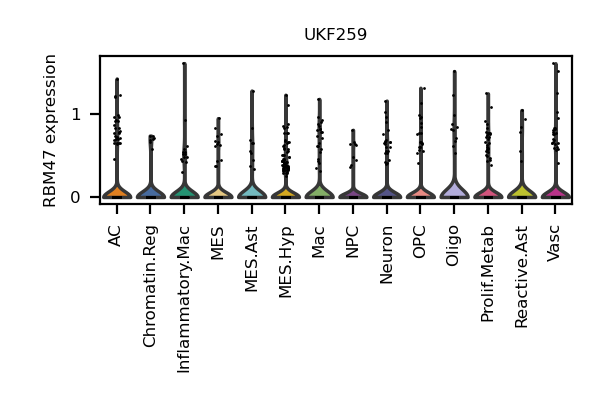 UKF259
RBM47 expression
1
0
AC
Chromatin.Reg
Inflammatory.Mac
MES
MES.Ast
MES.Hyp
Mac
NPC
Neuron
OPC
Oligo
Prolif.Metab
Reactive.Ast
Vasc